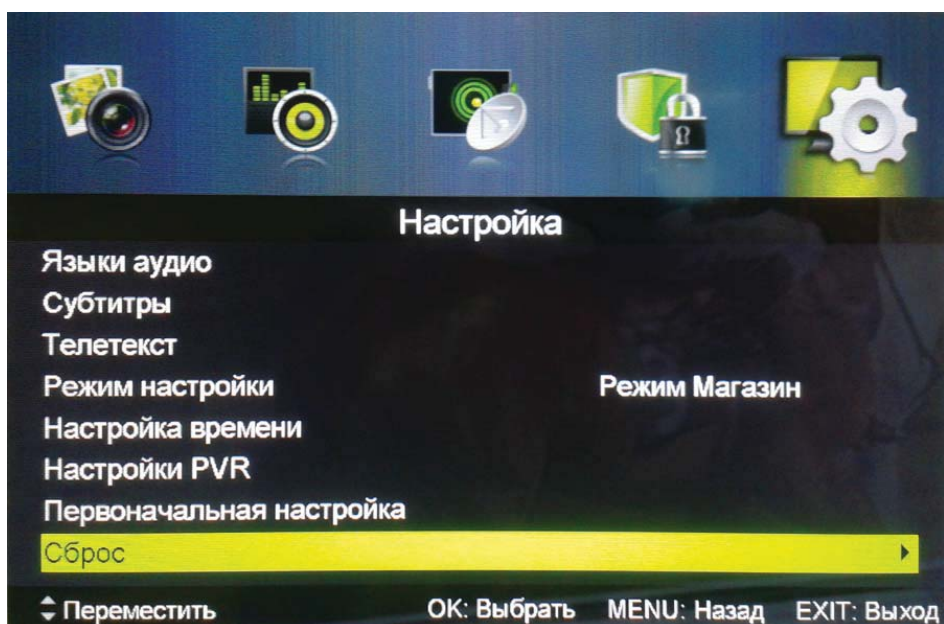 Настройка
Языки аудио
Субтитры
Телетекст
Режим настройки Режим Магазин
Настройка времени
Настройки PVR
Первоначальная настройка
Сброс
Переместить OK: Выбрать MENU: Назад EXIT: Выход